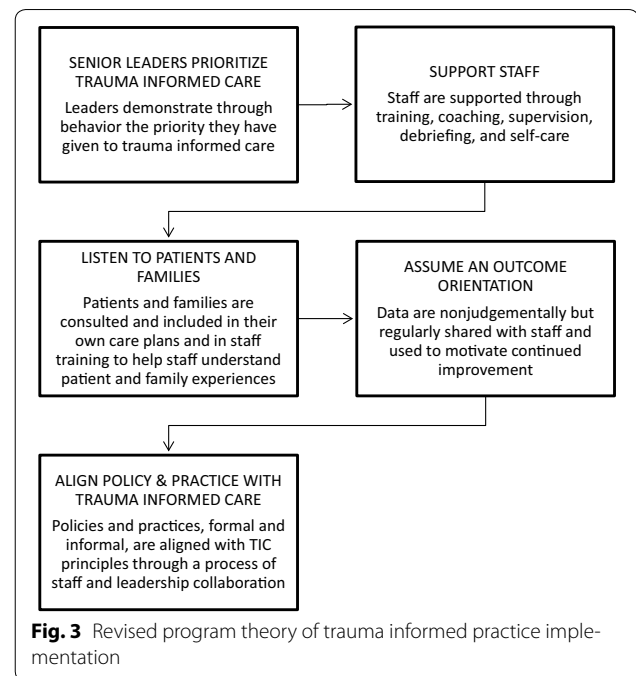 SENIOR LEADERS PRIORITIZE
TRAUMA INFORMED CARE
Leaders demonstrate through
behavior the priority they have
given to trauma informed care
SUPPORT STAFF
Staff are supported through
training, coaching, supervision,
debriefing, and self-care
LISTEN TO PATIENTS AND
FAMILIES
Patients and families are
consulted and included in their
own care plans and in staff
training to help staff understand
patient and family experiences
ASSUME AN OUTCOME
ORIENTATION
Data are nonjudgementally but
regularly shared with staff and
used to motivate continued
improvement
ALIGN POLICY & PRACTICE WITH
TRAUMA INFORMED CARE
Policies and practices, formal and
informal, are aligned with TIC
principles through a process of
staff and leadership collaboration
Fig. 3 Revised program theory of trauma informed practice imple-
mentation